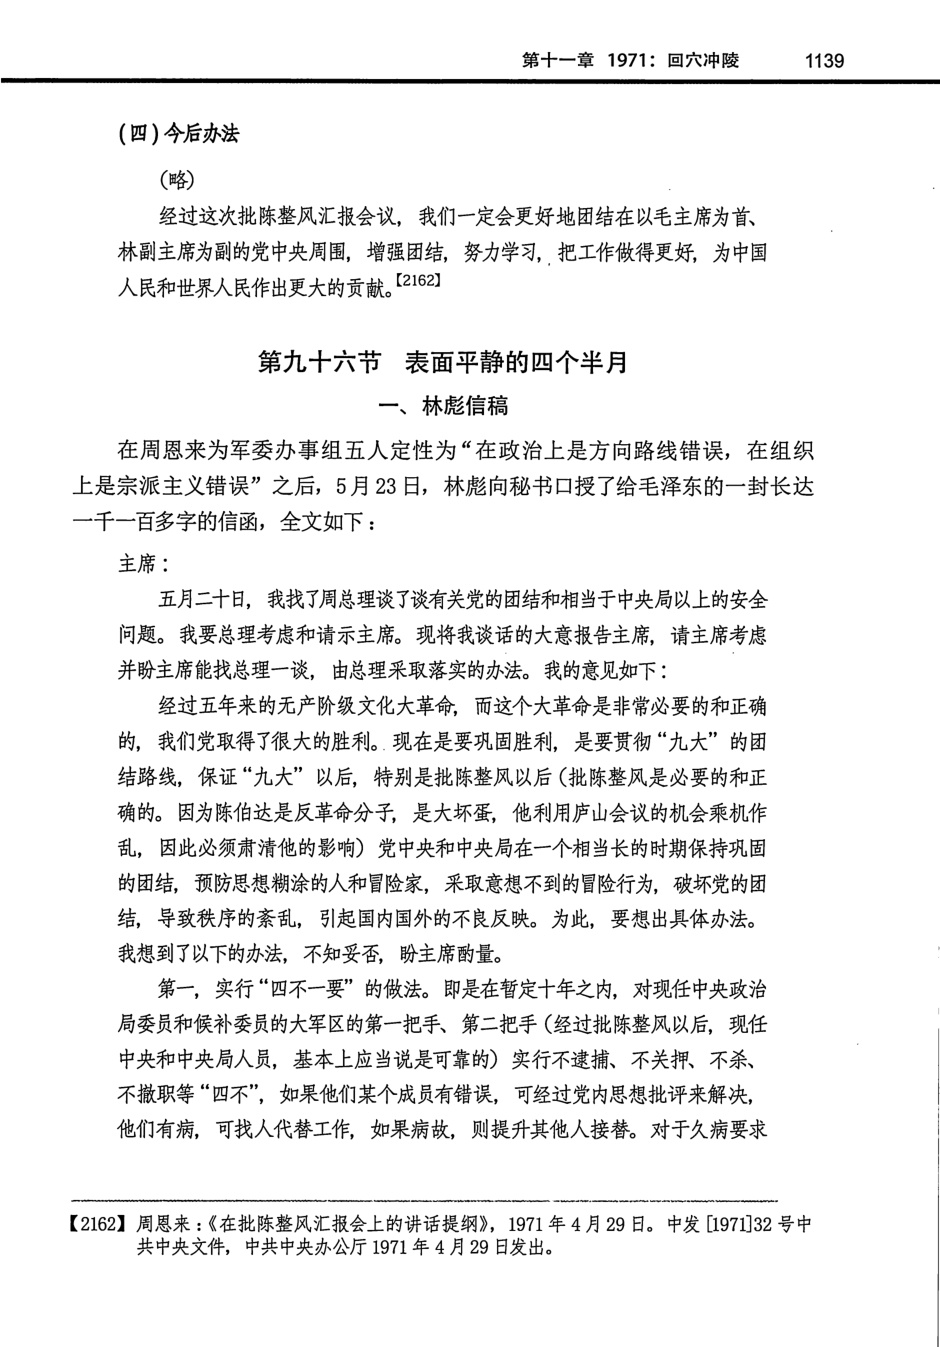 第十一章 1971：回穴冲陵 1139
(四)今后办法
(略)
经过这次批陈整风汇报会议，我们一定会更好地团结在以毛主席为首、
林副主席为副的党中央周围，增强团结，努力学习，把工作做得更好，为中国
人民和世界人民作出更大的贡献。【2162】
第九十六节 表面平静的四个半月
一、林彪信稿
在周恩来为军委办事组五人定性为“在政治上是方向路线错误，在组织
上是宗派主义错误”之后，5月23日，林彪向秘书口授了给毛泽东的一封长达
一千一百多字的信函，全文如下：
主席：
五月二十日，我找了周总理谈了谈有关党的团结和相当于中央局以上的安全
问题。我要总理考虑和请示主席。现将我谈话的大意报告主席，请主席考虑
并盼主席能找总理一谈，由总理采取落实的办法。我的意见如下：
经过五年来的无产阶级文化大革命，而这个大革命是非常必要的和正确
的，我们党取得了很大的胜利。现在是要巩固胜利，是要贯彻“九大”的团
结路线，保证“九大”以后，特别是批陈整风以后（批陈整风是必要的和正
确的。因为陈伯达是反革命分子，是大坏蛋，他利用庐山会议的机会乘机作
乱，因此必须肃清他的影响）党中央和中央局在一个相当长的时期保持巩固
的团结，预防思想糊涂的人和冒险家，采取意想不到的冒险行为，破坏党的团
结，导致秩序的紊乱，引起国内国外的不良反映。为此，要想出具体办法。
我想到了以下的办法，不知妥否，盼主席酌量。
第一，实行“四不一要”的做法。即是在暂定十年之内，对现任中央政治
局委员和候补委员的大军区的第一把手、第二把手（经过批陈整风以后，现任
中央和中央局人员，基本上应当说是可靠的）实行不逮捕、不关押、不杀、
不撤职等“四不”，如果他们某个成员有错误，可经过党内思想批评来解决，
他们有病，可找人代替工作，如果病故，则提升其他人接替。对于久病要求
【2162】周恩来：《在批陈整风汇报会上的讲话提纲》，1971年4月29日。中发[1971]32号中
共中央文件，中共中央办公厅1971年4月29日发出。